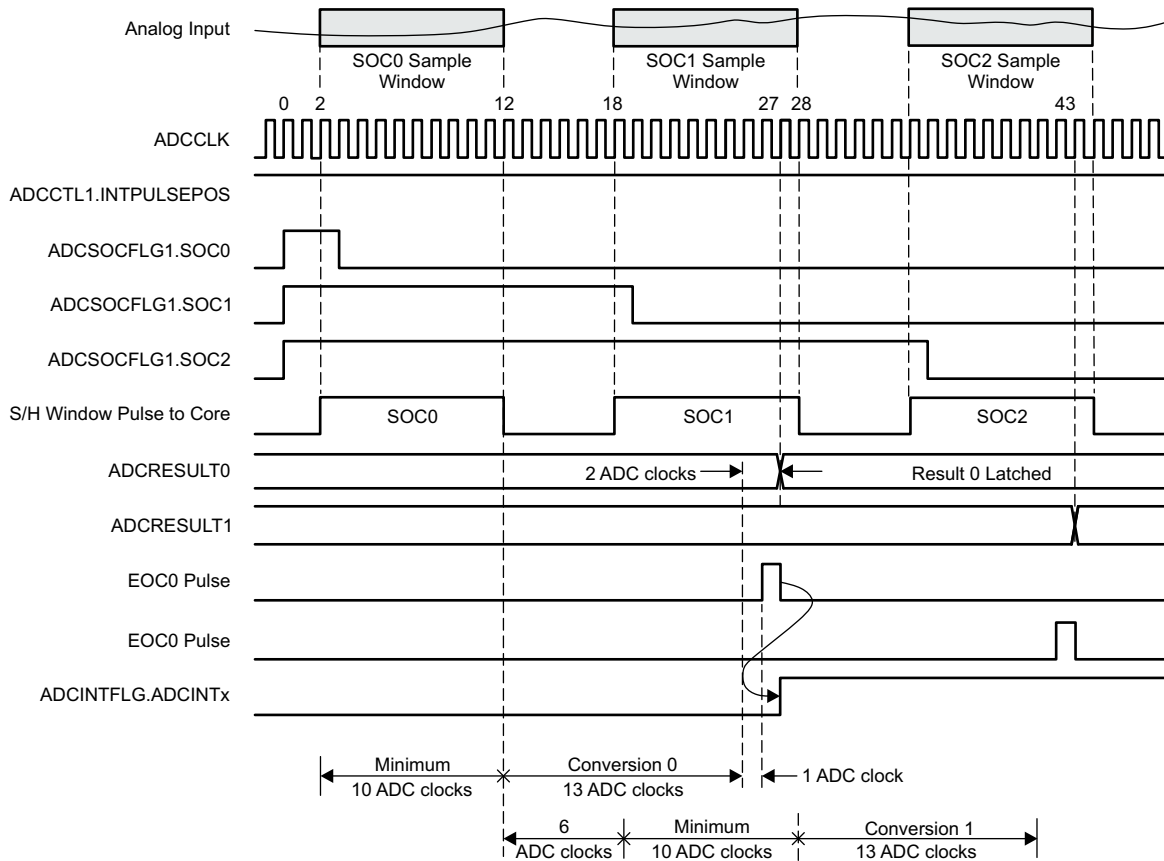 Analog Input
SOC0 Sample
Window
SOC1 Sample
Window
SOC2 Sample
Window
0 2 12 18 27 28 43
ADCCLK
ADCCTL1.INTPULSEPOS
ADCSOCFLG1.SOC0
ADCSOCFLG1.SOC1
ADCSOCFLG1.SOC2
S/H Window Pulse to Core
SOC0 SOC1 SOC2
ADCRESULT0
2 ADC clocks
Result 0 Latched
ADCRESULT1
EOC0 Pulse
EOC0 Pulse
ADCINTFLG.ADCINTx
Minimum
10 ADC clocks
Conversion 0
13 ADC clocks
1 ADC clock
6
ADC clocks
Minimum
10 ADC clocks
Conversion 1
13 ADC clocks